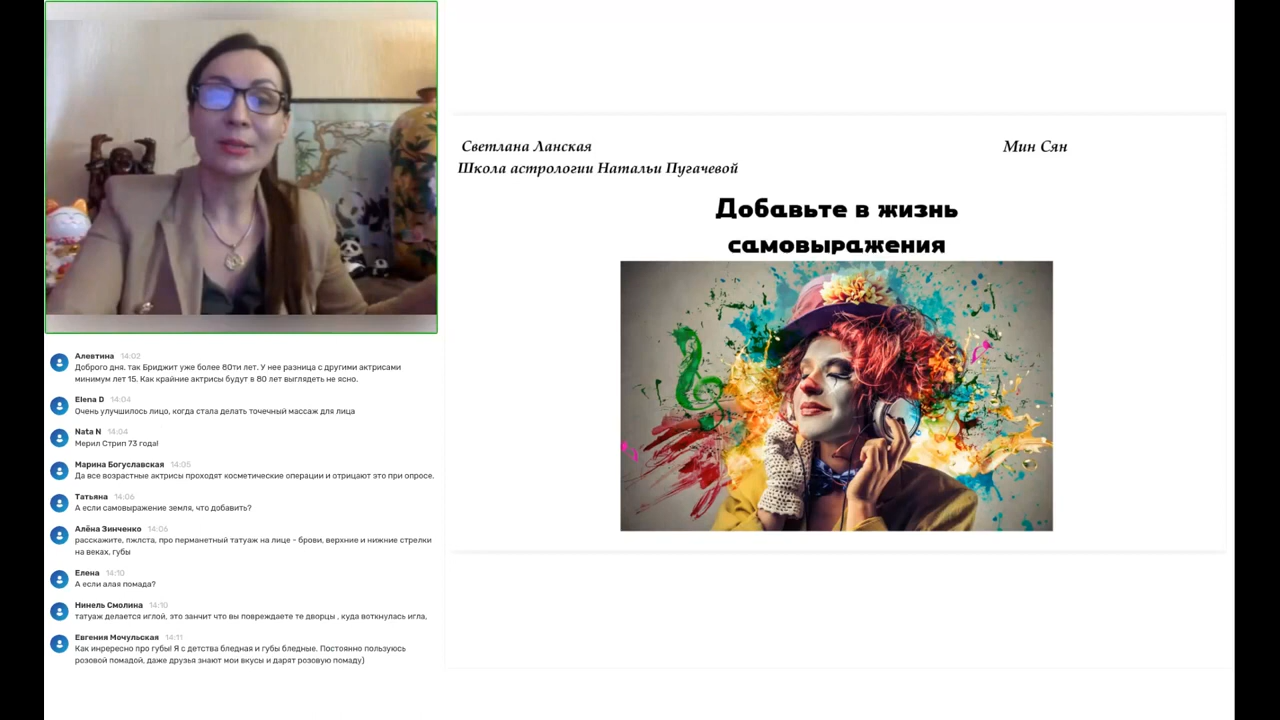 Светлана Ланская
Мин Сян
Школа астрологии Натальи Пугачевой
Добавьте в жизнь
самовыражения
Алевтина 14:02
Доброго дня. так Бриджит уже более 80ти лет. У нее разница с другими актрисами
минимум лет 15. Как крайние актрисы будут в 80 лет выглядеть не ясно.
Elena D 14:04
Очень улучшилось лицо, когда стала делать точечный массаж для лица
Nata N 14:04
Мерил Стрип 73 года!
Марина Богуславская 14:05
Да все возрастные актрисы проходят косметические операции и отрицают это при опросе.
Татьяна 14:06
А если самовыражение земля, что добавить?
Алёна Зинченко 14:06
расскажите, пжлста, про перманетный татуаж на лице - брови, верхние и нижние стрелки
на веках, губы
Елена 14:10
А если алая помада?
Нинель Смолина 14:10
татуаж делается иглой, это занчит что вы повреждаете те дворцы , куда воткнулась игла,
Евгения Мочульская 14:11
Как инресно про губы! Я с детства бледная и губы бледные. Постоянно пользуюсь
розовой помадой, даже друзья знают мои вкусы и дарят розовую помаду)